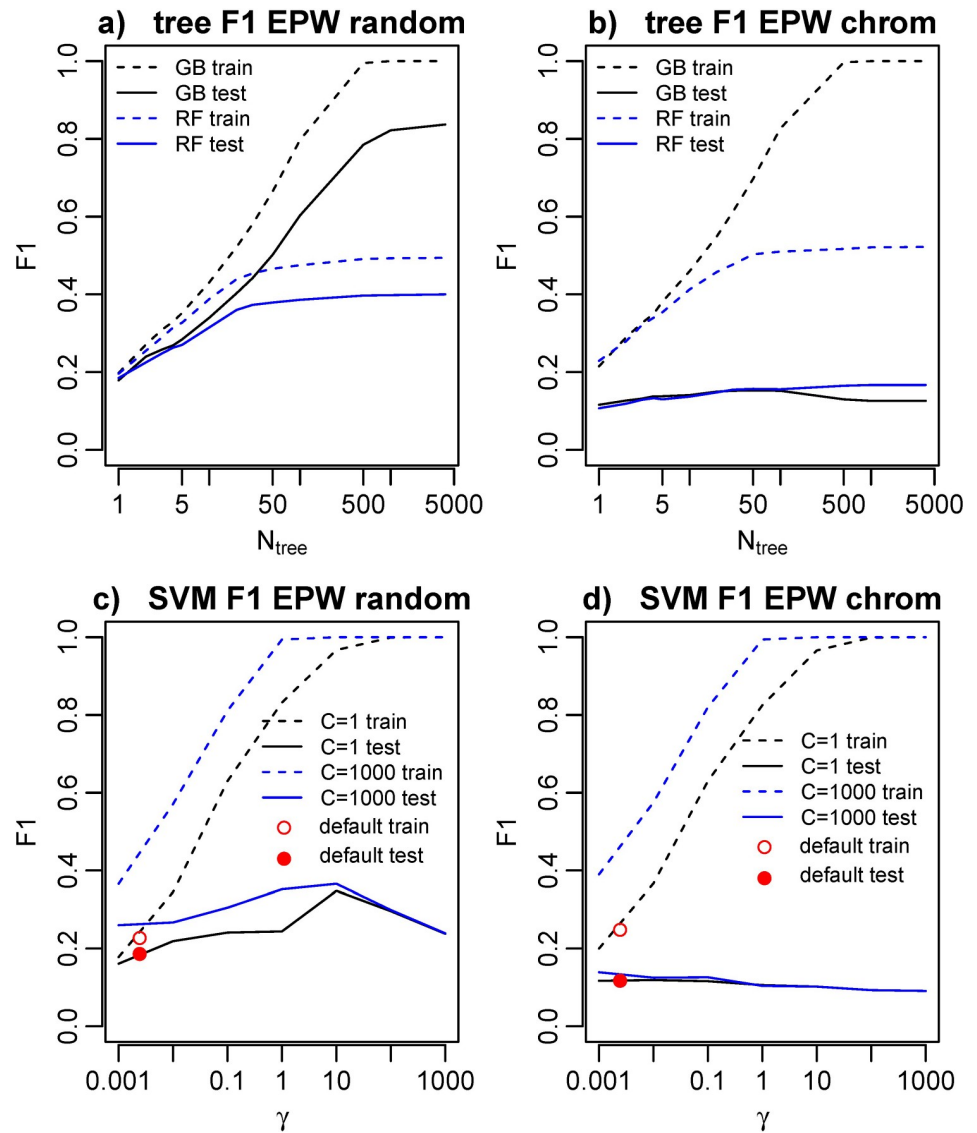 a) tree F1 EPW random
GB train
GB test
RF train
RF test
F1
0.0 0.2 0.4 0.6 0.8 1.0
1 5 50 500 5000
N_tree
b) tree F1 EPW chrom
GB train
GB test
RF train
RF test
F1
0.0 0.2 0.4 0.6 0.8 1.0
1 5 50 500 5000
N_tree
c) SVM F1 EPW random
C=1 train
C=1 test
C=1000 train
C=1000 test
default train
default test
F1
0.0 0.2 0.4 0.6 0.8 1.0
0.001 0.1 1 10 1000
γ
d) SVM F1 EPW chrom
C=1 train
C=1 test
C=1000 train
C=1000 test
default train
default test
F1
0.0 0.2 0.4 0.6 0.8 1.0
0.001 0.1 1 10 1000
γ